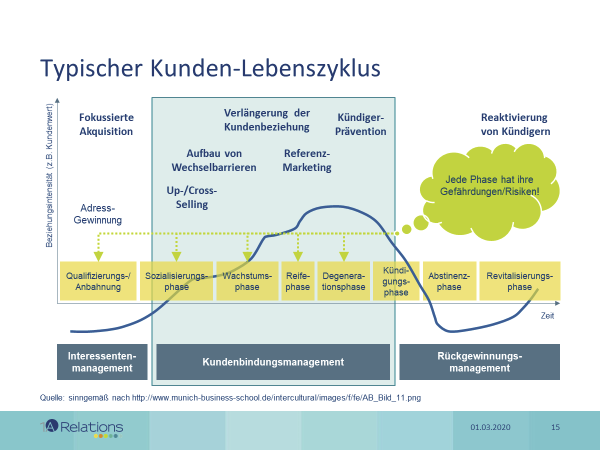 Typischer Kunden-Lebenszyklus
Beziehungsintensität (z.B. Kundenwert)
Fokussierte
Akquisition
Verlängerung der
Kundenbeziehung
Kündiger-
Prävention
Reaktivierung
von Kündigern
Aufbau von
Wechselbarrieren
Referenz-
Marketing
Up-/Cross-
Selling
Jede Phase hat ihre
Gefährdungen/Risiken!
Adress-
Gewinnung
Qualifizierungs-/
Anbahnung
Sozialisierungs-
phase
Wachstums-
phase
Reife-
phase
Degenera-
tionsphase
Kündi-
gungs-
phase
Abstinenz-
phase
Revitalisierungs-
phase
Zeit
Interessenten-
management
Kundenbindungsmanagement
Rückgewinnungs-
management
Quelle: sinngemäß nach http://www.munich-business-school.de/intercultural/images/f/fe/AB_Bild_11.png
1A Relations
01.03.2020
15